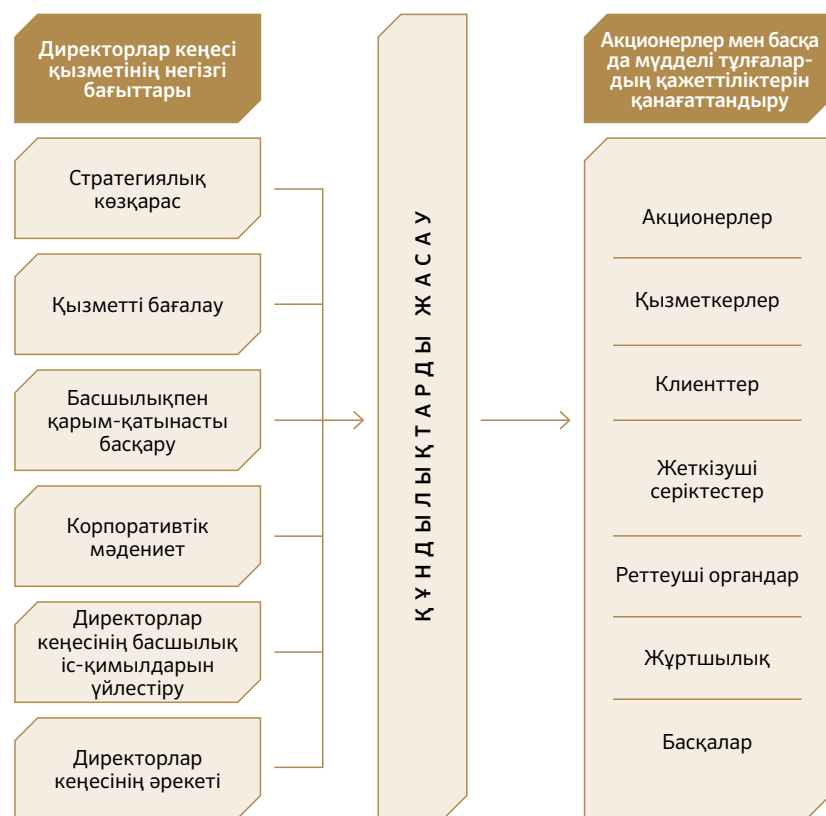 Директорлар кеңесі
қызметінің негізгі
бағыттары
Стратегиялық
көзқарас
Қызметті бағалау
Басшылықпен
қарым-қатынасты
басқару
Корпоративтік
мәдениет
Директорлар
кеңесінің басшылық
іс-қимылдарын
үйлестіру
Директорлар
кеңесінің әрекеті
ҚҰНДЫЛЫҚТАРДЫ ЖАСАУ
Акционерлер мен басқа
да мүдделі тұлғалар-
дың қажеттіліктерін
қанағаттандыру
Акционерлер
Қызметкерлер
Клиенттер
Жеткізуші
серіктестер
Реттеуші органдар
Жұртшылық
Басқалар